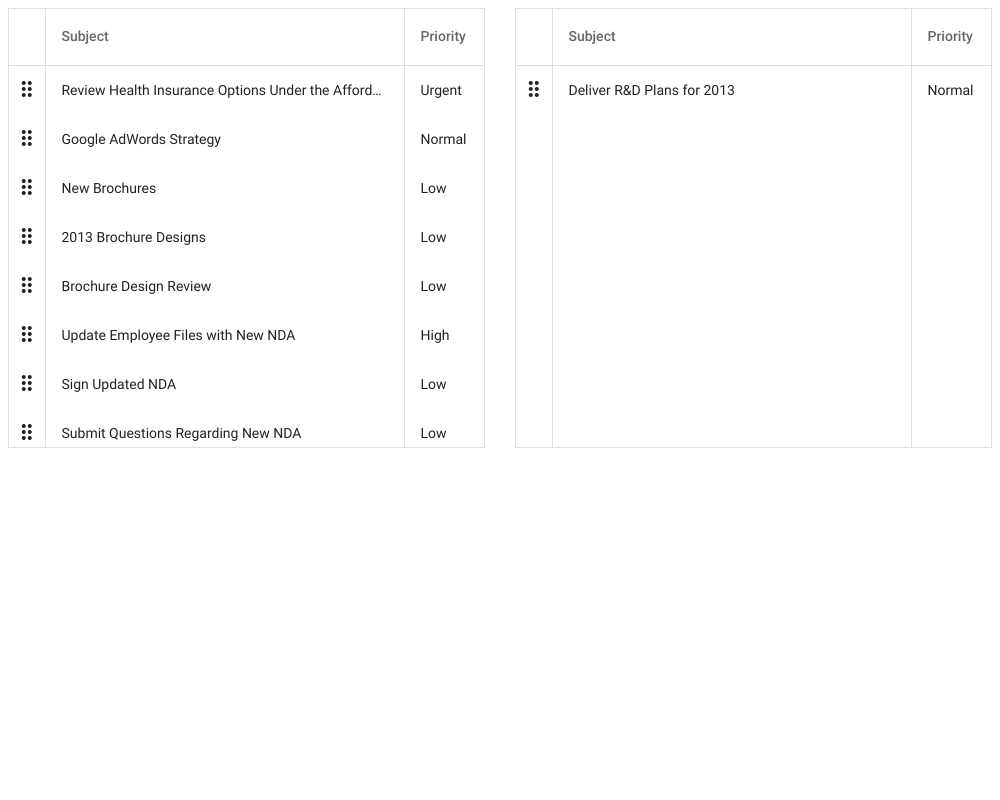 Subject Priority
Review Health Insurance Options Under the Afford… Urgent
Google AdWords Strategy Normal
New Brochures Low
2013 Brochure Designs Low
Brochure Design Review Low
Update Employee Files with New NDA High
Sign Updated NDA Low
Submit Questions Regarding New NDA Low
Subject Priority
Deliver R&D Plans for 2013 Normal